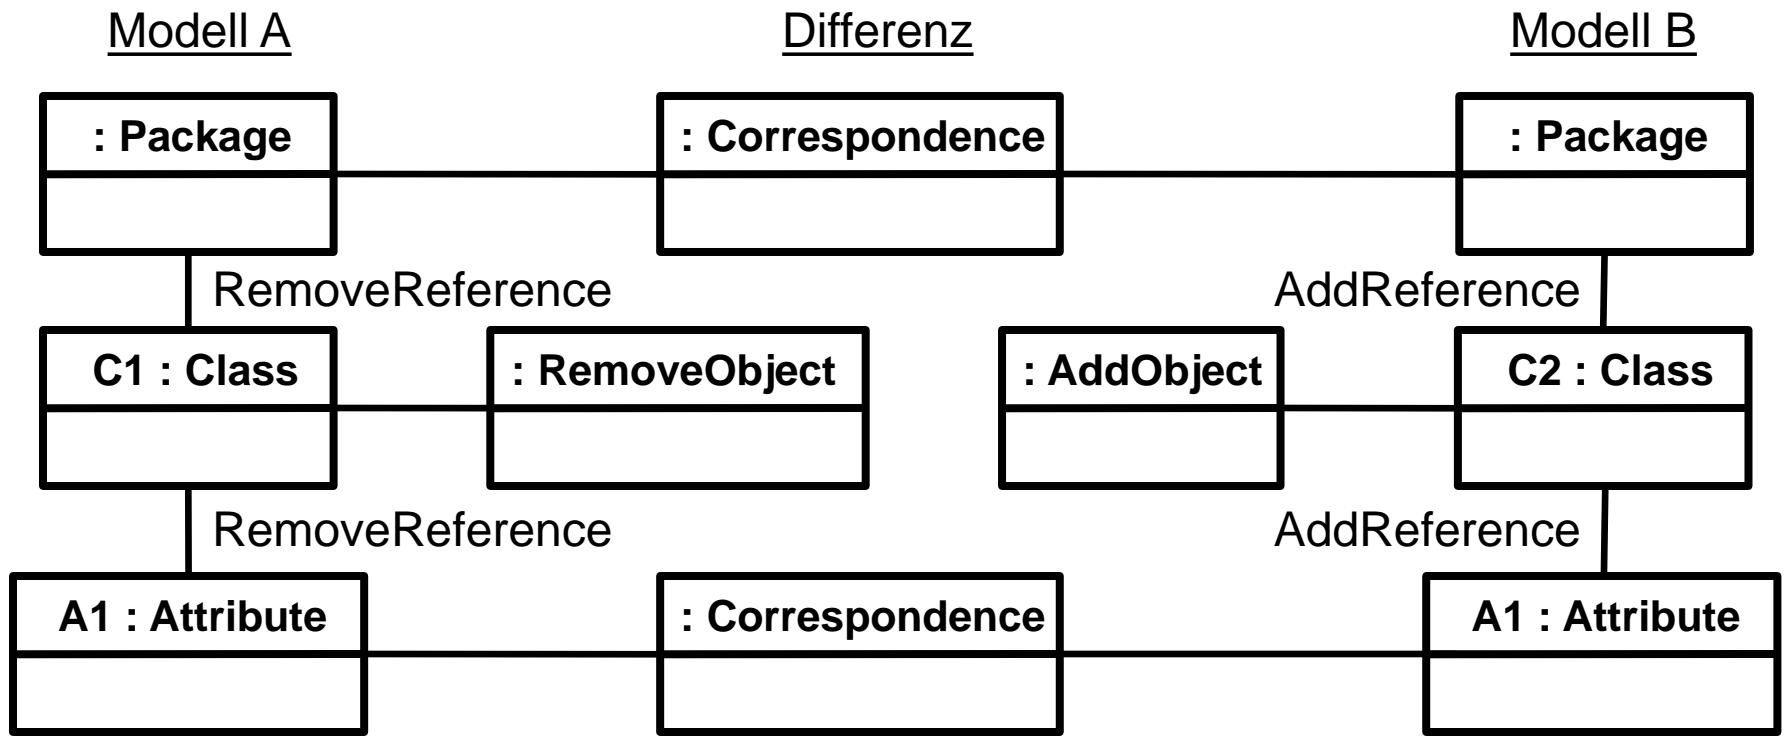 Modell A
Differenz
Modell B
: Package
: Correspondence
: Package
RemoveReference
AddReference
C1 : Class
: RemoveObject
: AddObject
C2 : Class
RemoveReference
AddReference
A1 : Attribute
: Correspondence
A1 : Attribute